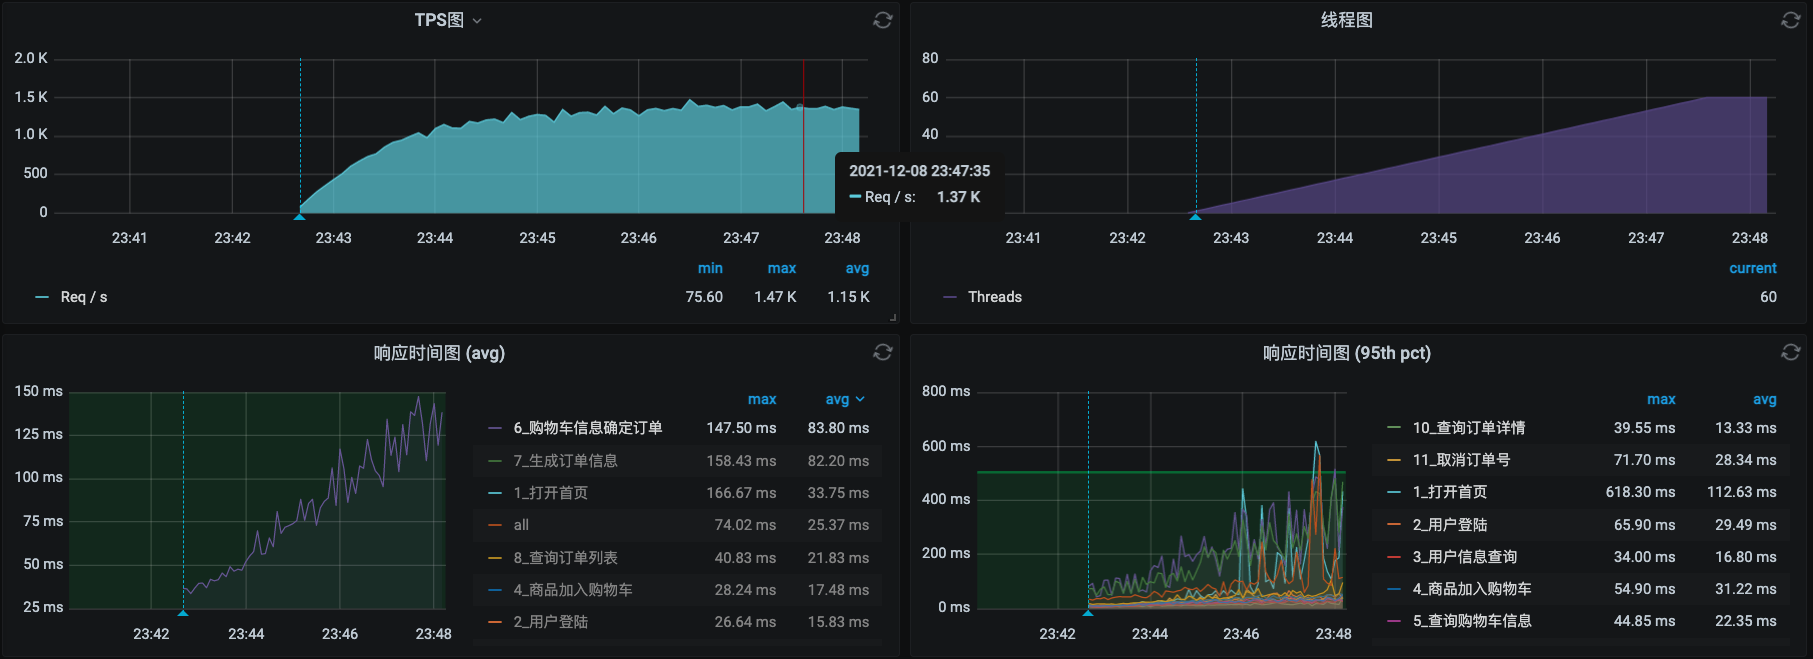 TPS图
2.0 K
1.5 K
1.0 K
500
0
23:41 23:42 23:43 23:44 23:45 23:46 23:47 23:48
min max avg
Req / s 75.60 1.47 K 1.15 K
2021-12-08 23:47:35
Req / s: 1.37 K
线程图
80
60
40
23:41 23:42 23:43 23:44 23:45 23:46 23:47 23:48
current
Threads 60
响应时间图 (avg)
150 ms
125 ms
100 ms
75 ms
50 ms
25 ms
23:42 23:44 23:46 23:48
max avg
6_购物车信息确定订单 147.50 ms 83.80 ms
7_生成订单信息 158.43 ms 82.20 ms
1_打开首页 166.67 ms 33.75 ms
all 74.02 ms 25.37 ms
8_查询订单列表 40.83 ms 21.83 ms
4_商品加入购物车 28.24 ms 17.48 ms
2_用户登陆 26.64 ms 15.83 ms
响应时间图 (95th pct)
800 ms
600 ms
400 ms
200 ms
0 ms
23:42 23:44 23:46 23:48
max avg
10_查询订单详情 39.55 ms 13.33 ms
11_取消订单号 71.70 ms 28.34 ms
1_打开首页 618.30 ms 112.63 ms
2_用户登陆 65.90 ms 29.49 ms
3_用户信息查询 34.00 ms 16.80 ms
4_商品加入购物车 54.90 ms 31.22 ms
5_查询购物车信息 44.85 ms 22.35 ms